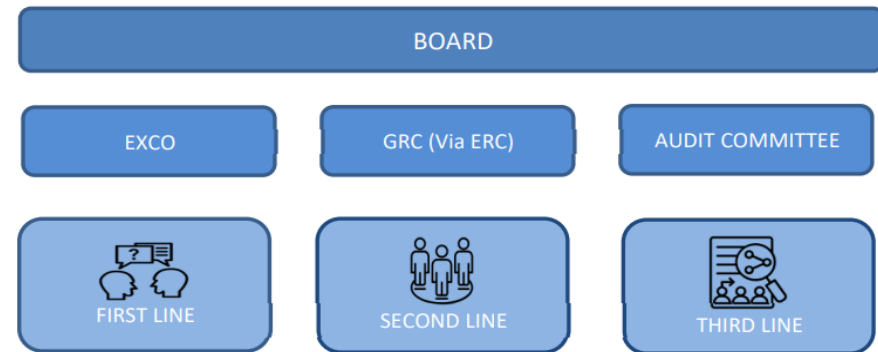 BOARD
EXCO
GRC (Via ERC)
AUDIT COMMITTEE
?
FIRST LINE
SECOND LINE
THIRD LINE